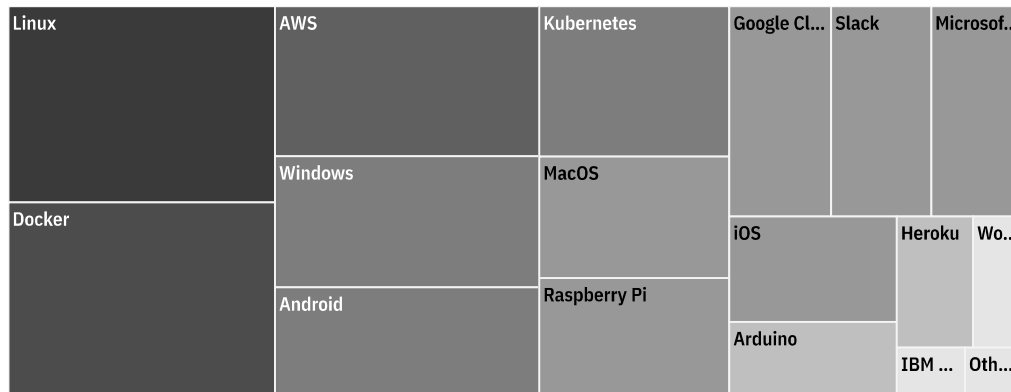 Linux
Docker
AWS
Windows
Android
Kubernetes
MacOS
Raspberry Pi
Google Cl...
Slack
Microsof..
iOS
Arduino
Heroku
Wo..
IBM ...
Oth...